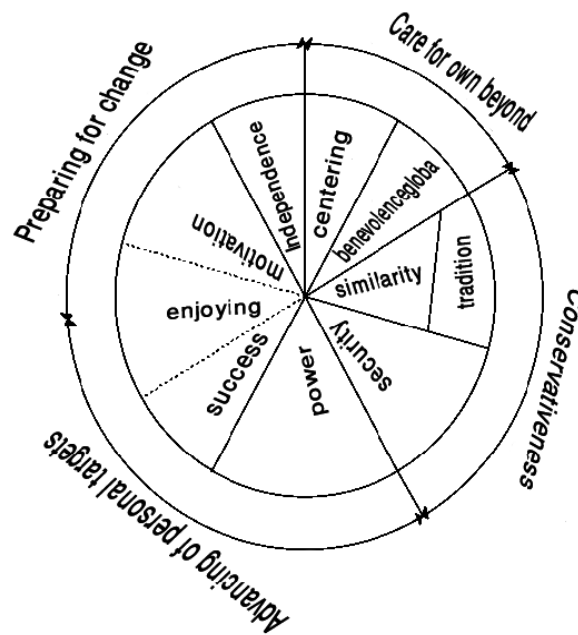 Care for own beyond
Preparing for change
Independence
centering
benevolencegloba
motivation
similarity
tradition
enjoying
success
power
security
Conservativeness
Advancing of personal targets